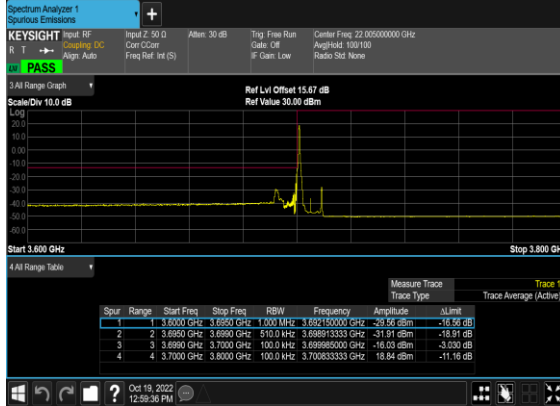 Spectrum Analyzer 1
Spurious Emissions
+
KEYSIGHT Input: RF Input Z: 50 Ω Atten: 30 dB Trig: Free Run Center Freq: 22.005000000 GHz
R T Coupling: DC Corr CCorr Gate: Off Avg|Hold: 100/100
Align: Auto Freq Ref: Int (S) IF Gain: Low Radio Std: None
PASS
3 All Range Graph
Ref Lvl Offset 15.67 dB
Scale/Div 10.0 dB Ref Value 30.00 dBm
Log
20.0
10.0
0.00
-10.0
-20.0
-30.0
-40.0
-50.0
-60.0
Start 3.600 GHz Stop 3.800 GH
4 All Range Table
Measure Trace Trace 1
Trace Type Trace Average (Active)
Spur Range Start Freq Stop Freq RBW Frequency Amplitude ΔLimit
1 1 3.6000 GHz 3.6950 GHz 1.000 MHz 3.692150000 GHz -29.56 dBm -16.56 dB
2 2 3.6950 GHz 3.6990 GHz 510.0 kHz 3.698913333 GHz -31.91 dBm -18.91 dB
3 3 3.6990 GHz 3.7000 GHz 100.0 kHz 3.699985000 GHz -16.03 dBm -3.030 dB
4 4 3.7000 GHz 3.8000 GHz 100.0 kHz 3.700833333 GHz 18.84 dBm -11.16 dB
? Oct 19, 2022
12:59:36 PM